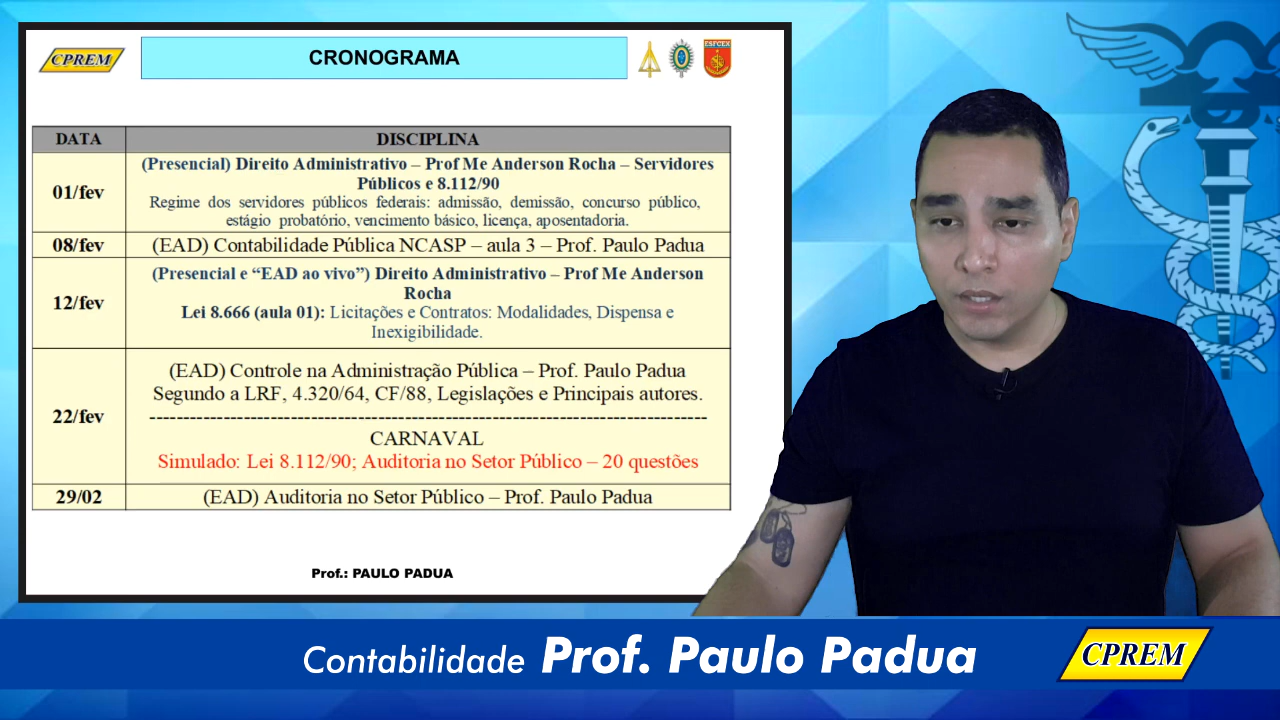 CPREM
CRONOGRAMA
ESFCEX
DATA
DISCIPLINA
01/fev
(Presencial) Direito Administrativo – Prof Me Anderson Rocha – Servidores
Públicos e 8.112/90
Regime dos servidores públicos federais: admissão, demissão, concurso público,
estágio probatório, vencimento básico, licença, aposentadoria.
08/fev
(EAD) Contabilidade Pública NCASP – aula 3 – Prof. Paulo Padua
12/fev
(Presencial e “EAD ao vivo”) Direito Administrativo – Prof Me Anderson
Rocha
Lei 8.666 (aula 01): Licitações e Contratos: Modalidades, Dispensa e
Inexigibilidade.
22/fev
(EAD) Controle na Administração Pública – Prof. Paulo Padua
Segundo a LRF, 4.320/64, CF/88, Legislações e Principais autores.
-----------------------------------------------------------------------------------
CARNAVAL
Simulado: Lei 8.112/90; Auditoria no Setor Público – 20 questões
29/02
(EAD) Auditoria no Setor Público – Prof. Paulo Padua
Prof.: PAULO PADUA
Contabilidade Prof. Paulo Padua
CPREM